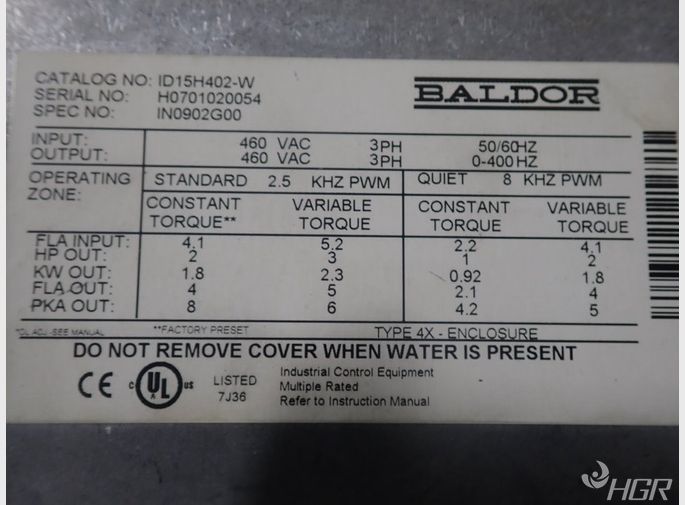 CATALOG NO: ID15H402-W
SERIAL NO: H0701020054
SPEC NO: IN0902G00
BALDOR
INPUT: 460 VAC 3PH 50/60HZ
OUTPUT: 460 VAC 3PH 0-400 HZ
OPERATING ZONE: STANDARD 2.5 KHZ PWM QUIET 8 KHZ PWM
CONSTANT TORQUE** VARIABLE TORQUE CONSTANT TORQUE VARIABLE TORQUE
FLA INPUT: 4.1 5.2 2.2 4.1
HP OUT: 2 3 1 2
KW OUT: 1.8 2.3 0.92 1.8
FLA OUT: 4 5 2.1 4
PKA OUT: 8 6 4.2 5
*OL ADJ -SEE MANUAL **FACTORY PRESET TYPE 4X - ENCLOSURE
DO NOT REMOVE COVER WHEN WATER IS PRESENT
CE C UL US LISTED 7J36
Industrial Control Equipment
Multiple Rated
Refer to Instruction Manual
HGR